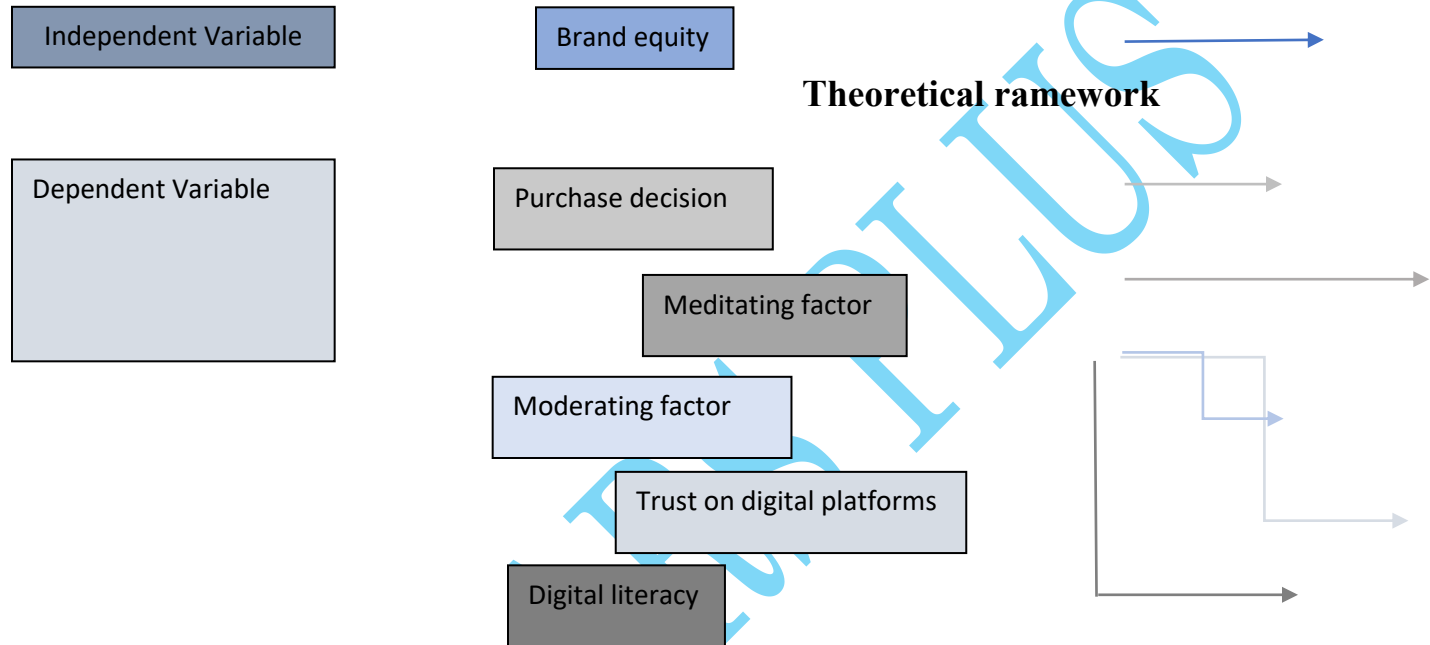 Independent Variable
Brand equity
Theoretical ramework
Dependent Variable
Purchase decision
Meditating factor
Moderating factor
Trust on digital platforms
Digital literacy
PLUS